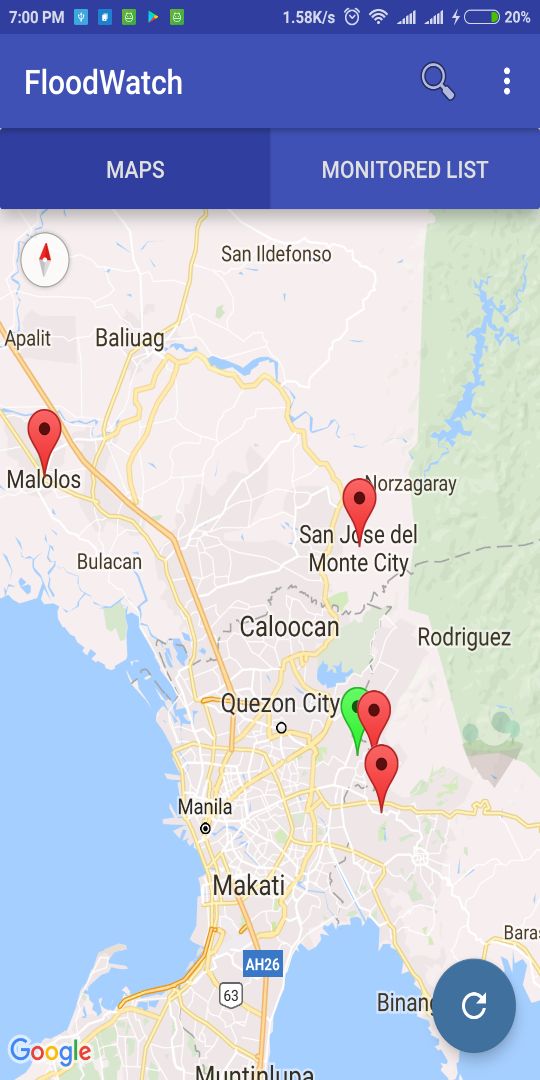 7:00 PM 1.58K/s 20%
FloodWatch
MAPS MONITORED LIST
San Ildefonso
Apalit
Baliuag
Malolos
Norzagaray
San Jose del
Monte City
Bulacan
Caloocan
Rodriguez
Quezon City
Manila
Makati
Baras
AH26
63
Binang
Google
Muntinlupa